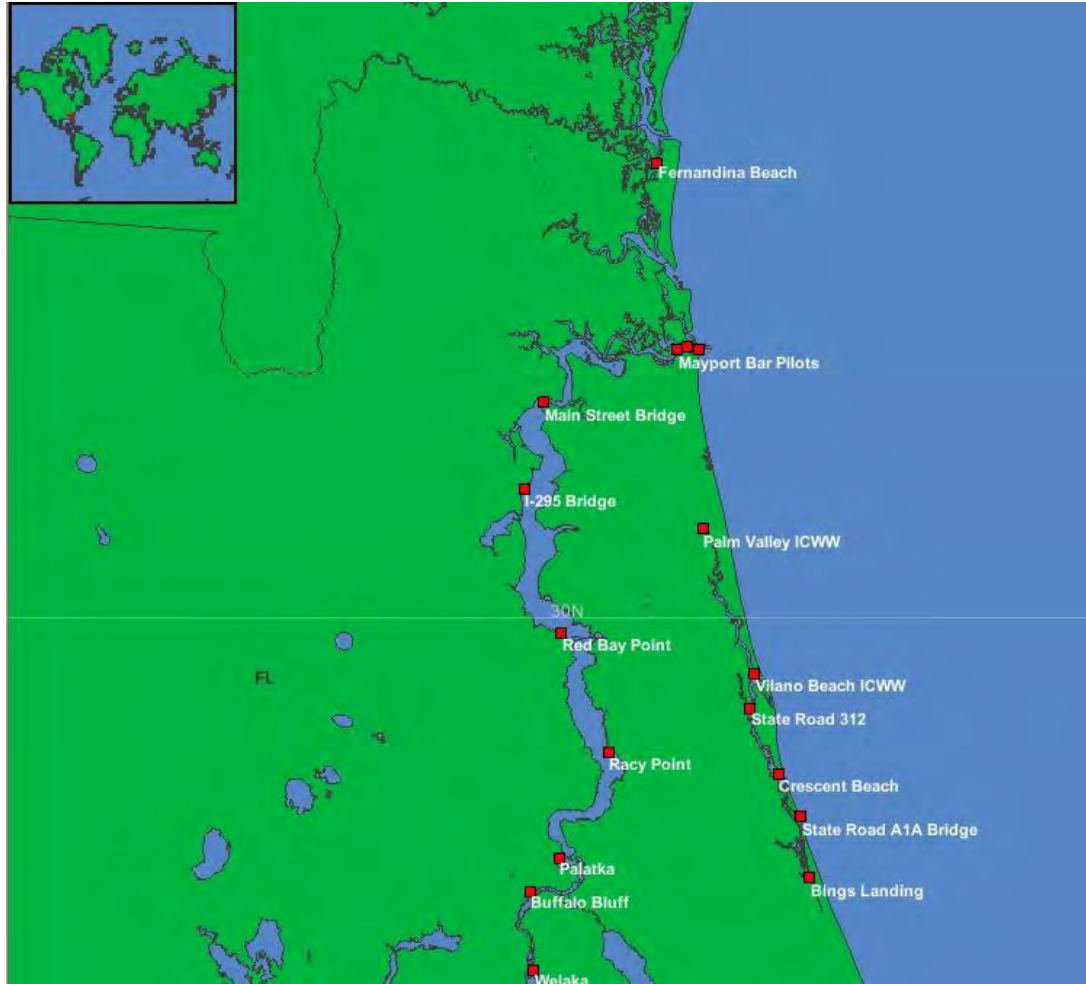 Fernandina Beach
Mayport Bar Pilots
Main Street Bridge
I-295 Bridge
Palm Valley ICWW
30N
Red Bay Point
FL
Vilano Beach ICWW
State Road 312
Racy Point
Crescent Beach
State Road A1A Bridge
Palatka
Bings Landing
Buffalo Bluff
Welaka